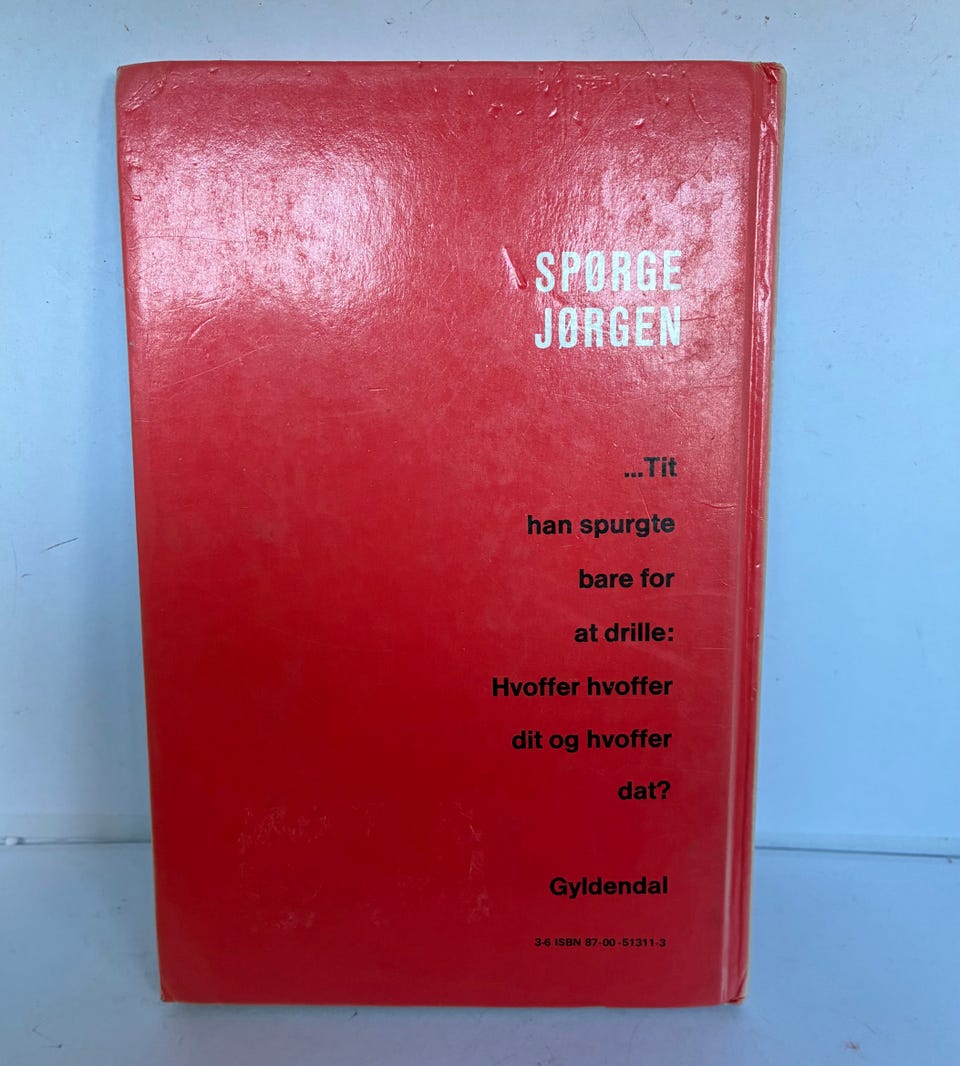 SPØRGE
JØRGEN
...Tit
han spurgte
bare for
at drille:
Hvoffer hvoffer
dit og hvoffer
dat?
Gyldendal
3-6 ISBN 87-00-51311-3